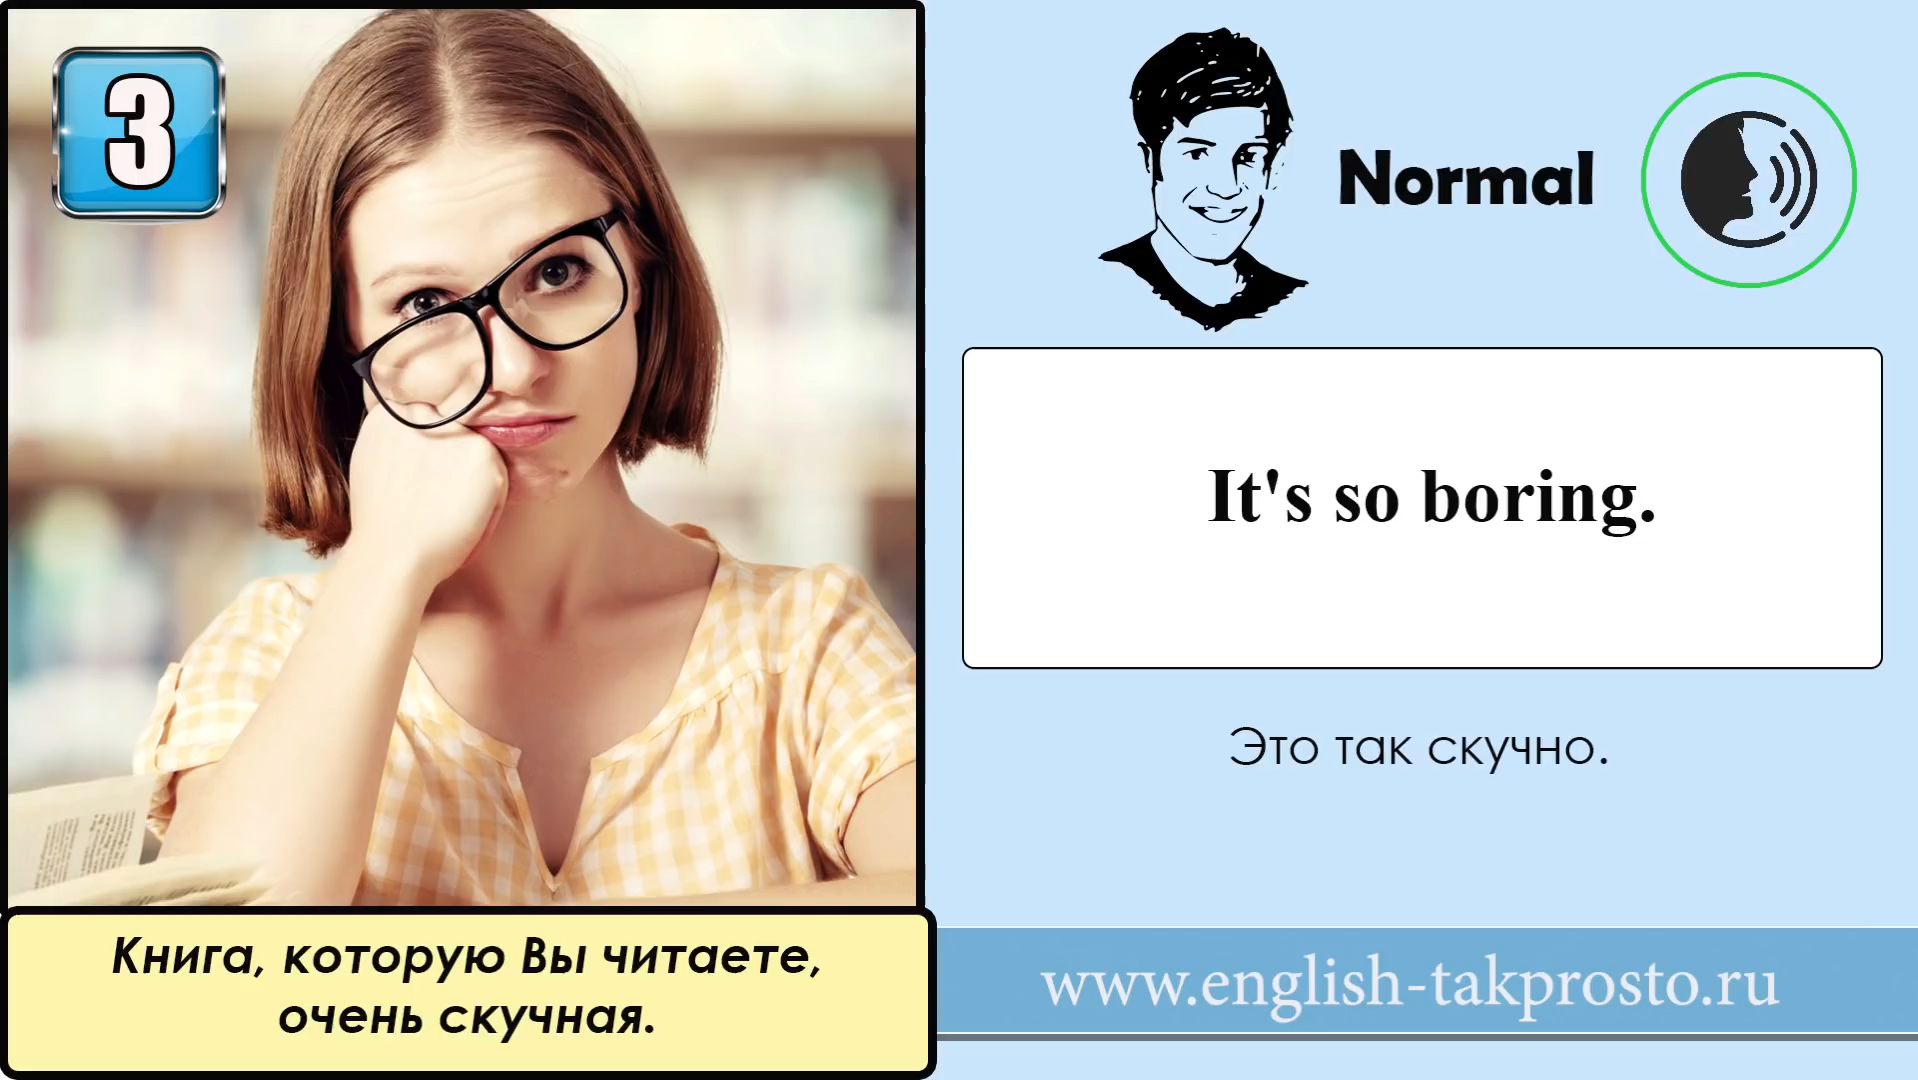 3
Normal
It's so boring.
Это так скучно.
Книга, которую Вы читаете,
очень скучная.
www.english-takprosto.ru